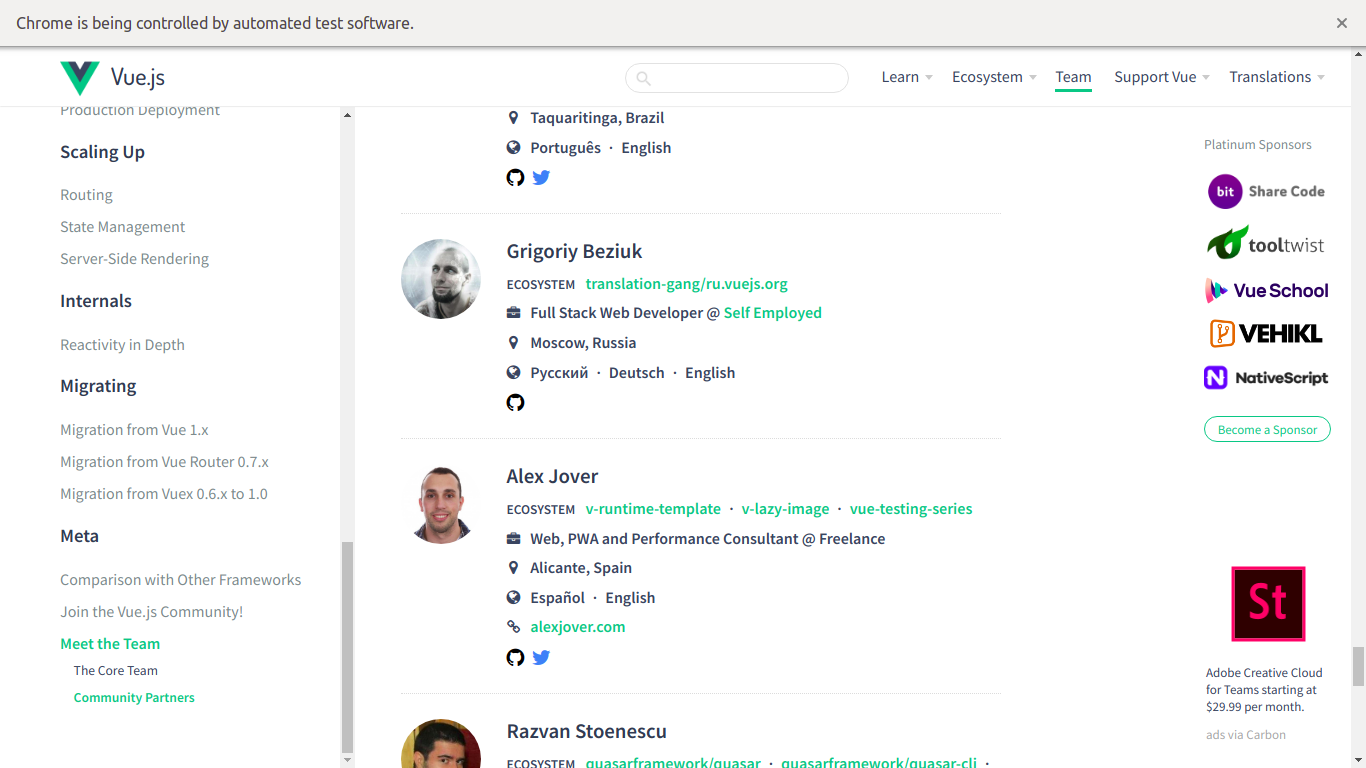 Chrome is being controlled by automated test software.
Vue.js
Learn
Ecosystem
Team
Support Vue
Translations
Production Deployment
Scaling Up
Routing
State Management
Server-Side Rendering
Internals
Reactivity in Depth
Migrating
Migration from Vue 1.x
Migration from Vue Router 0.7.x
Migration from Vuex 0.6.x to 1.0
Meta
Comparison with Other Frameworks
Join the Vue.js Community!
Meet the Team
The Core Team
Community Partners
Taquaritinga, Brazil
Português · English
Grigoriy Beziuk
ECOSYSTEM translation-gang/ru.vuejs.org
Full Stack Web Developer @ Self Employed
Moscow, Russia
Русский · Deutsch · English
Alex Jover
ECOSYSTEM v-runtime-template · v-lazy-image · vue-testing-series
Web, PWA and Performance Consultant @ Freelance
Alicante, Spain
Español · English
alexjover.com
Razvan Stoenescu
ECOSYSTEM quasarframework/quasar · quasarframework/quasar-cli ·
Platinum Sponsors
bit Share Code
tooltwist
Vue School
VEHIKL
N NativeScript
Become a Sponsor
St
Adobe Creative Cloud
for Teams starting at
$29.99 per month.
ads via Carbon